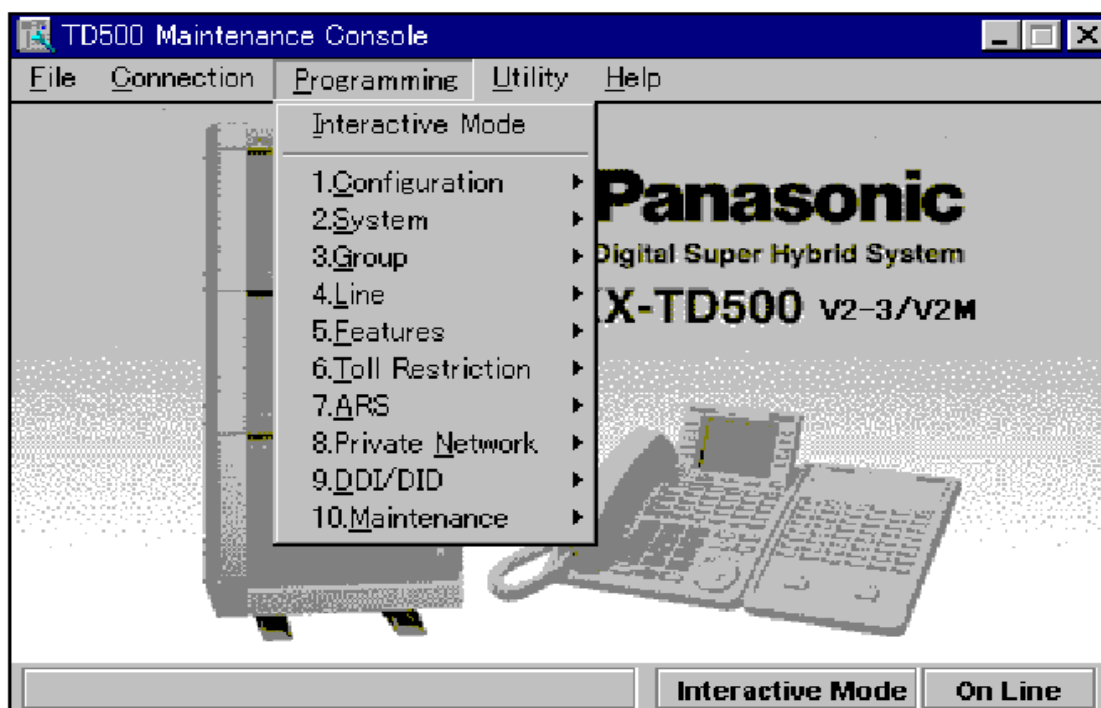 TD500 Maintenance Console
File Connection Programming Utility Help
Interactive Mode
1.Configuration
2.System
3.Group
4.Line
5.Features
6.Toll Restriction
7.ARS
8.Private Network
9.DDI/DID
10.Maintenance
Panasonic
Digital Super Hybrid System
X-TD500 V2-3/V2M
Interactive Mode On Line